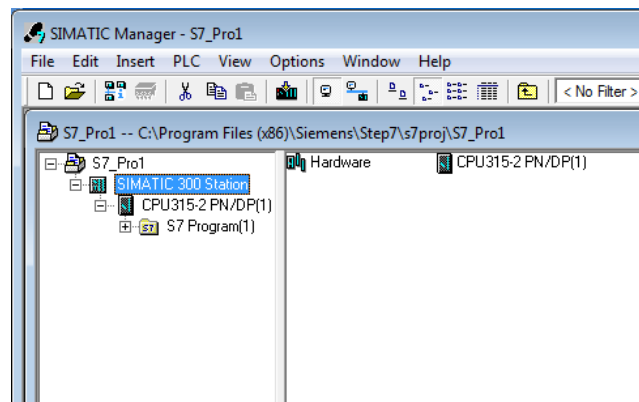 SIMATIC Manager - S7_Pro1
File Edit Insert PLC View Options Window Help
< No Filter >
S7_Pro1 -- C:\Program Files (x86)\Siemens\Step7\s7proj\S7_Pro1
S7_Pro1
SIMATIC 300 Station
CPU315-2 PN/DP(1)
S7 Program(1)
Hardware
CPU315-2 PN/DP(1)